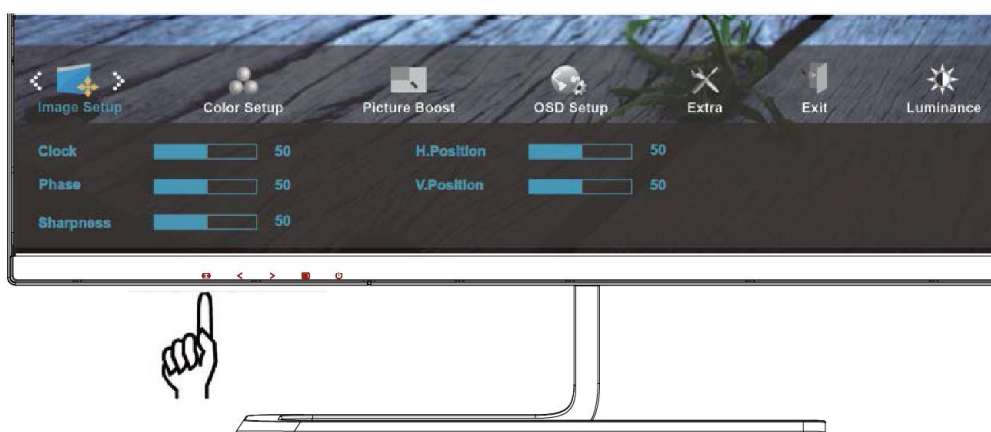 Image Setup Color Setup Picture Boost OSD Setup Extra Exit Luminance
Clock 50 H.Position 50
Phase 50 V.Position 50
Sharpness 50